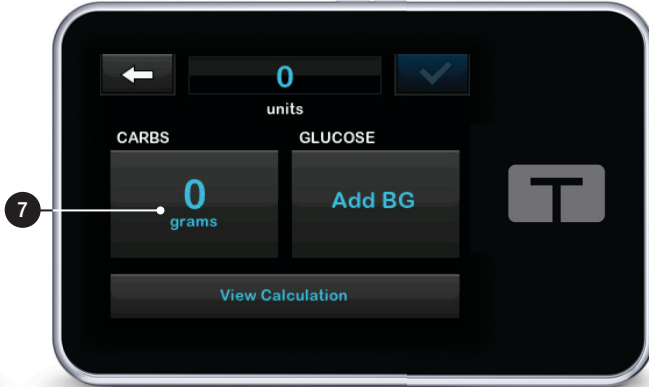 0
units
CARBS
GLUCOSE
0
grams
Add BG
View Calculation
7
T